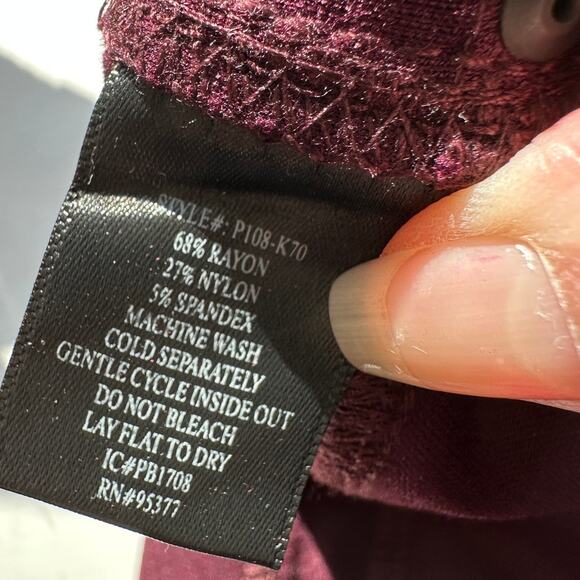 STYLE#: P108-K70
68% RAYON
27% NYLON
5% SPANDEX
MACHINE WASH
COLD SEPARATELY
GENTLE CYCLE INSIDE OUT
DO NOT BLEACH
LAY FLAT TO DRY
IC#PB1708
RN#95377